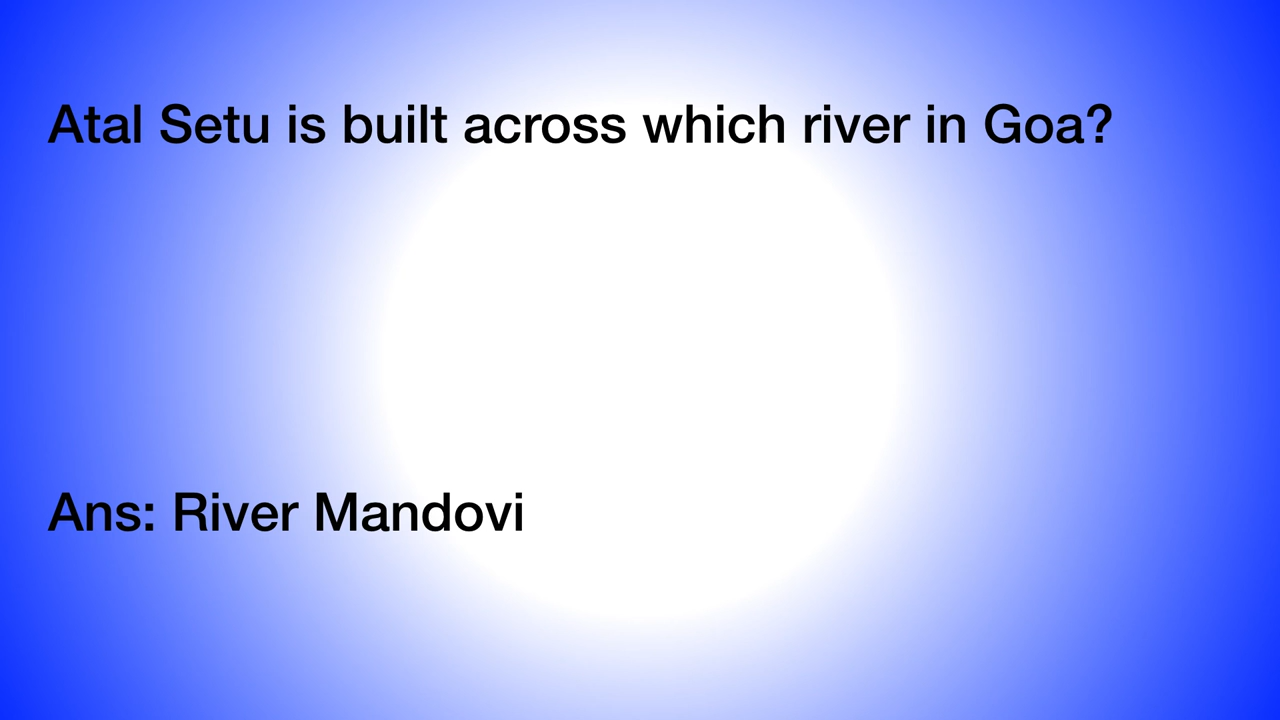 Atal Setu is built across which river in Goa?
Ans: River Mandovi